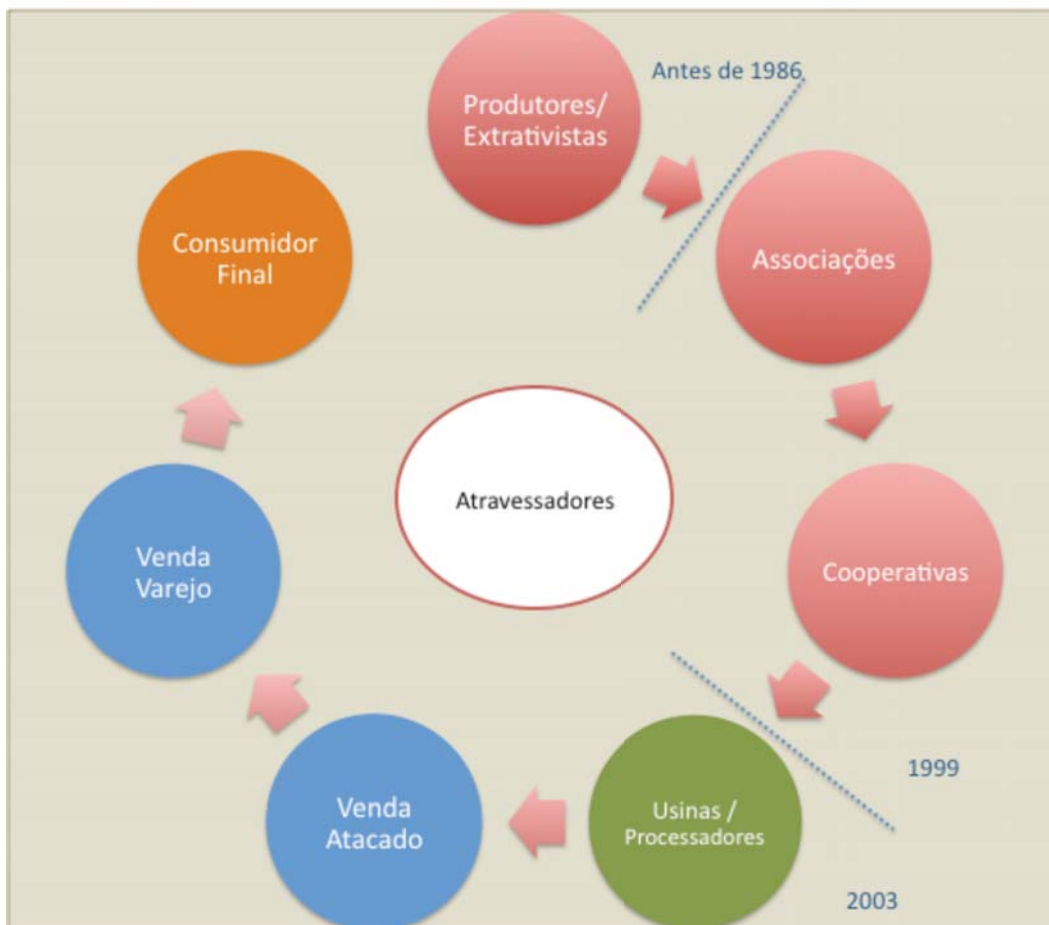 Produtores/
Extrativistas
Antes de 1986
Associações
Cooperativas
1999
Usinas /
Processadores
2003
Venda
Atacado
Venda
Varejo
Consumidor
Final
Atravessadores